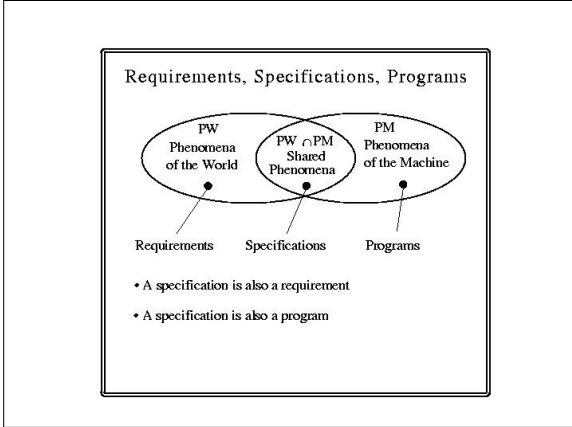 Requirements, Specifications, Programs
PW
Phenomena
of the World
PW ∩ PM
Shared
Phenomena
PM
Phenomena
of the Machine
Requirements
Specifications
Programs
• A specification is also a requirement
• A specification is also a program